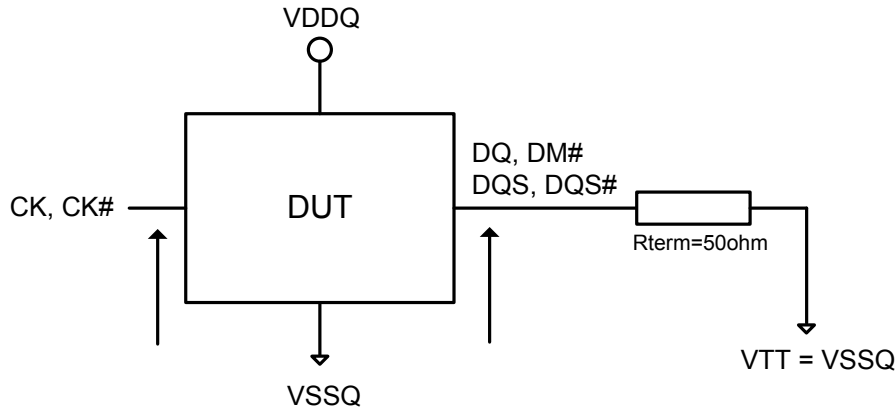 VDDQ
DQ, DM#
DQS, DQS#
CK, CK#
DUT
Rterm=50ohm
VTT = VSSQ
VSSQ